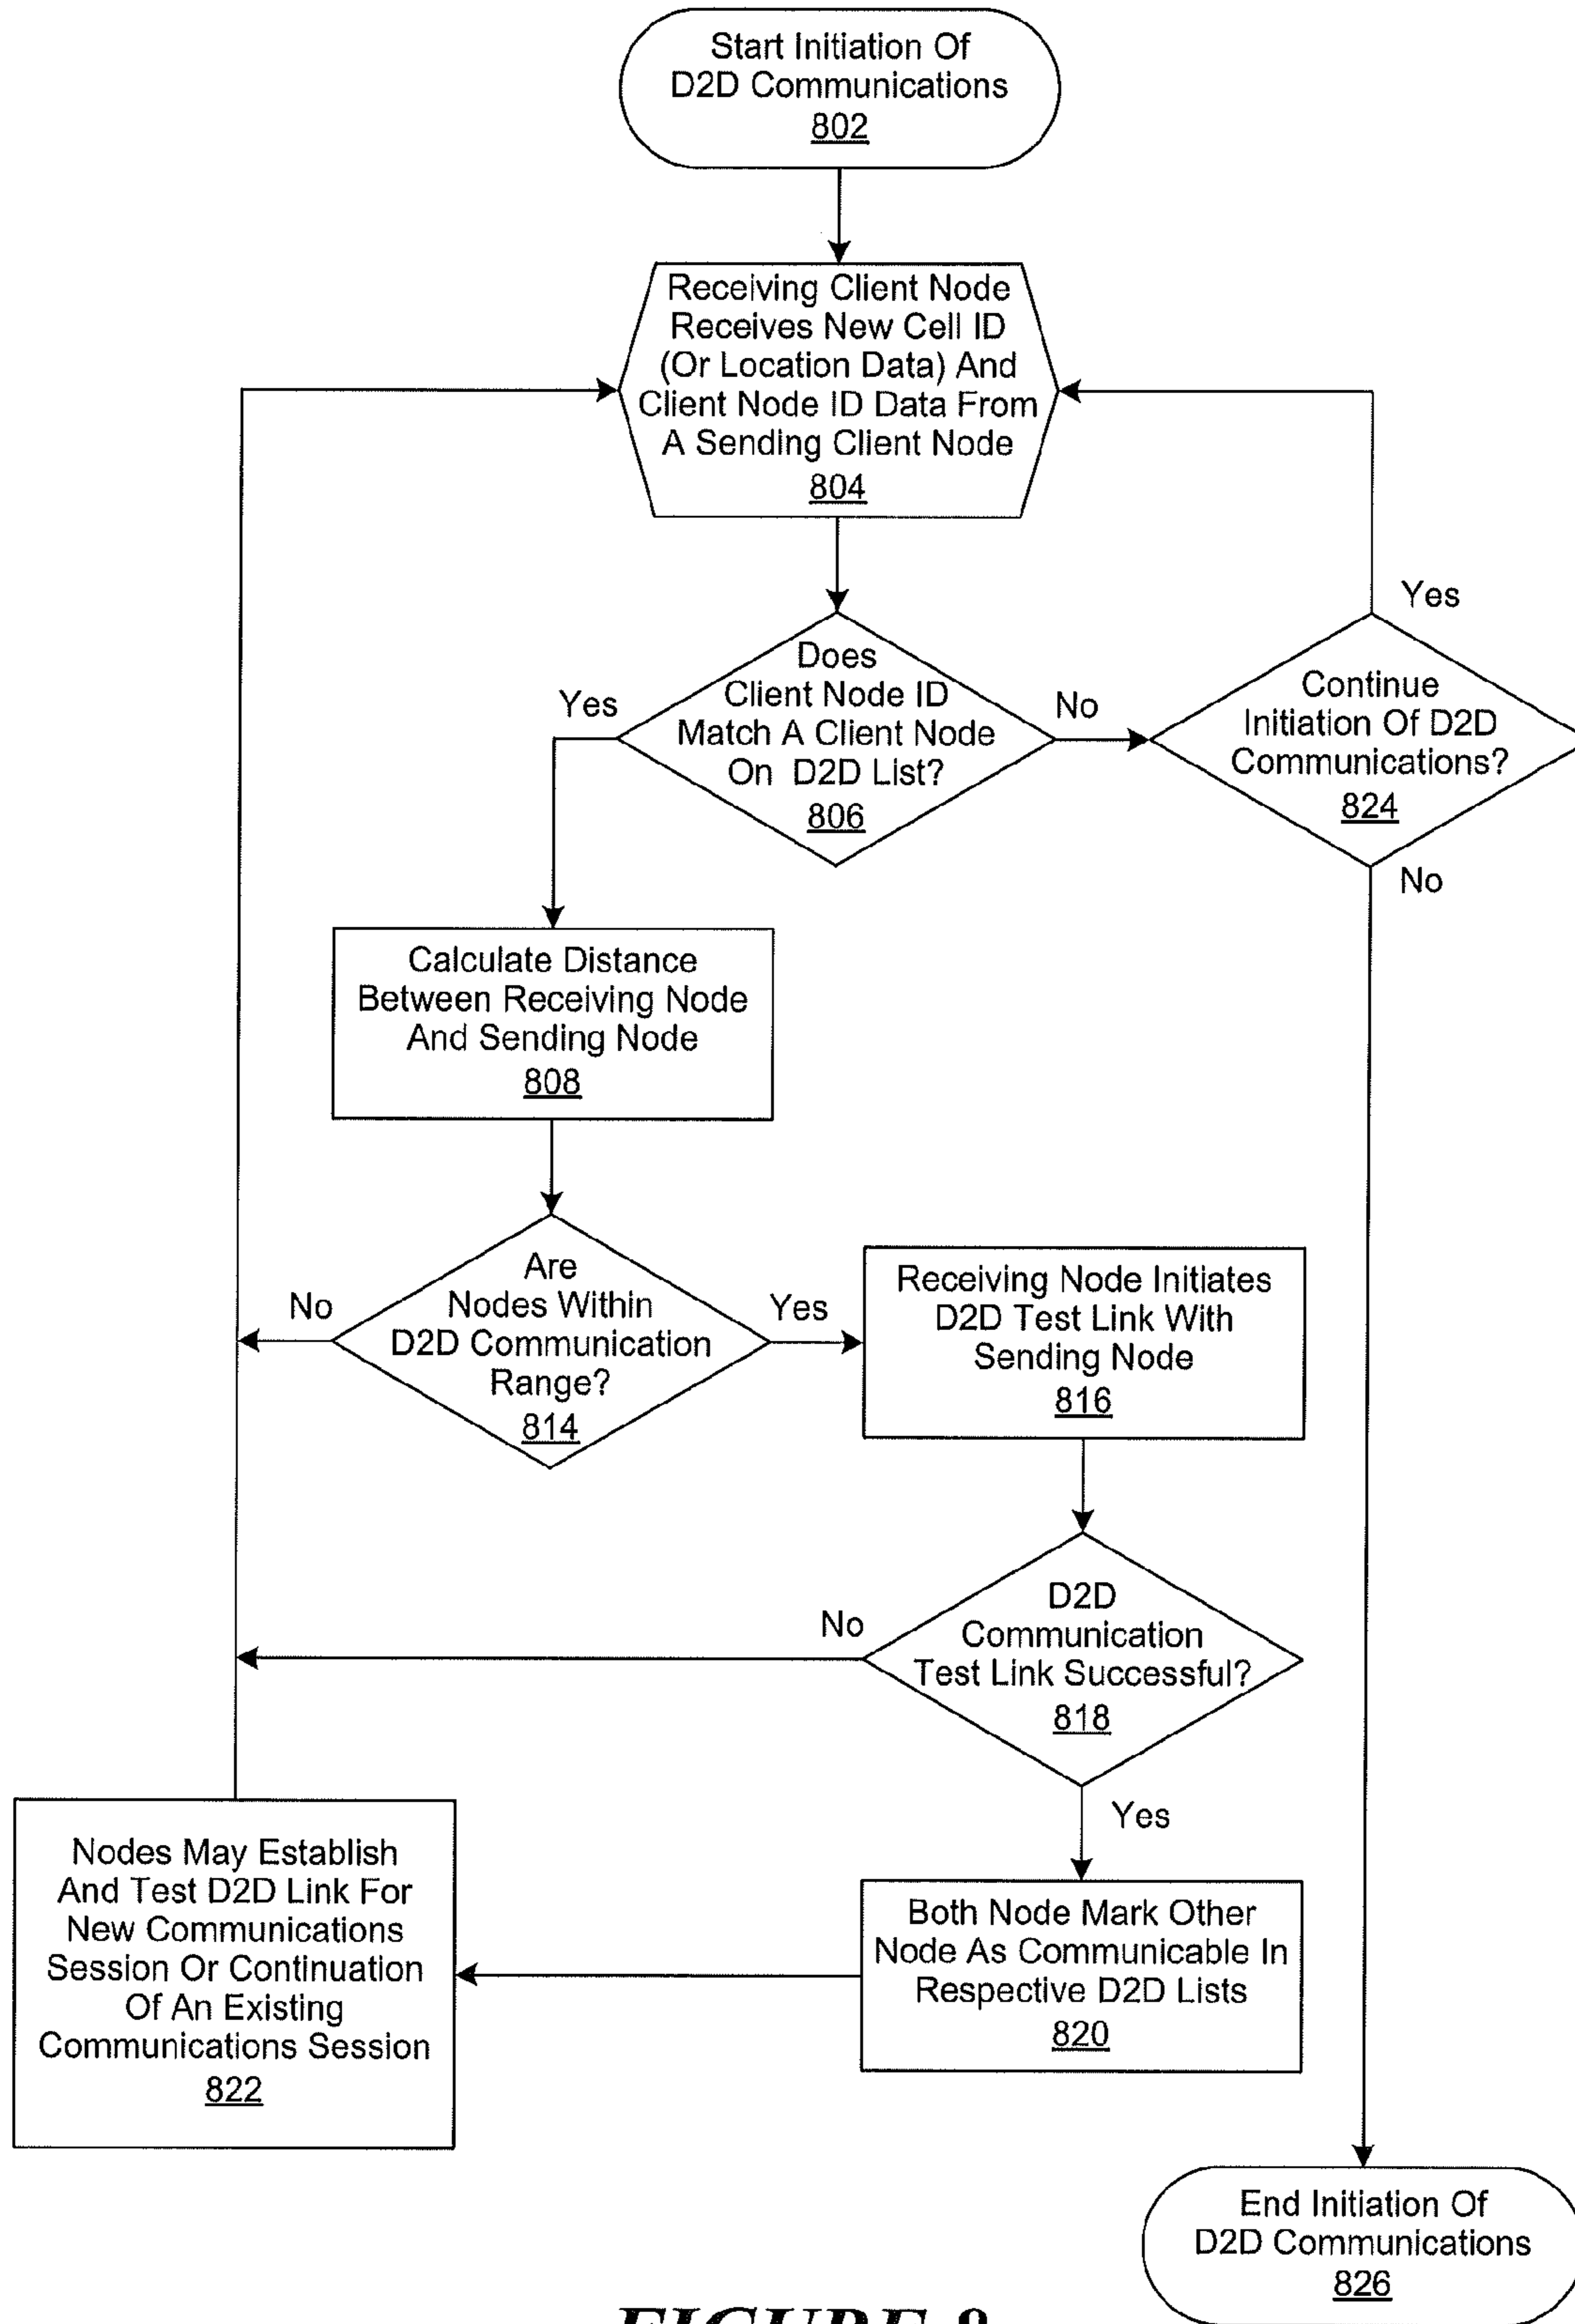 Start Initiation Of
D2D Communications
802
Receiving Client Node
Receives New Cell ID
(Or Location Data) And
Client Node ID Data From
A Sending Client Node
804
Does
Client Node ID
Match A Client Node
On D2D List?
806
Yes
No
Continue
Initiation Of D2D
Communications?
824
Yes
No
Calculate Distance
Between Receiving Node
And Sending Node
808
Are
Nodes Within
D2D Communication
Range?
814
No
Yes
Receiving Node Initiates
D2D Test Link With
Sending Node
816
D2D
Communication
Test Link Successful?
818
No
Yes
Both Node Mark Other
Node As Communicable In
Respective D2D Lists
820
Nodes May Establish
And Test D2D Link For
New Communications
Session Or Continuation
Of An Existing
Communications Session
822
End Initiation Of
D2D Communications
826
FIGURE 8